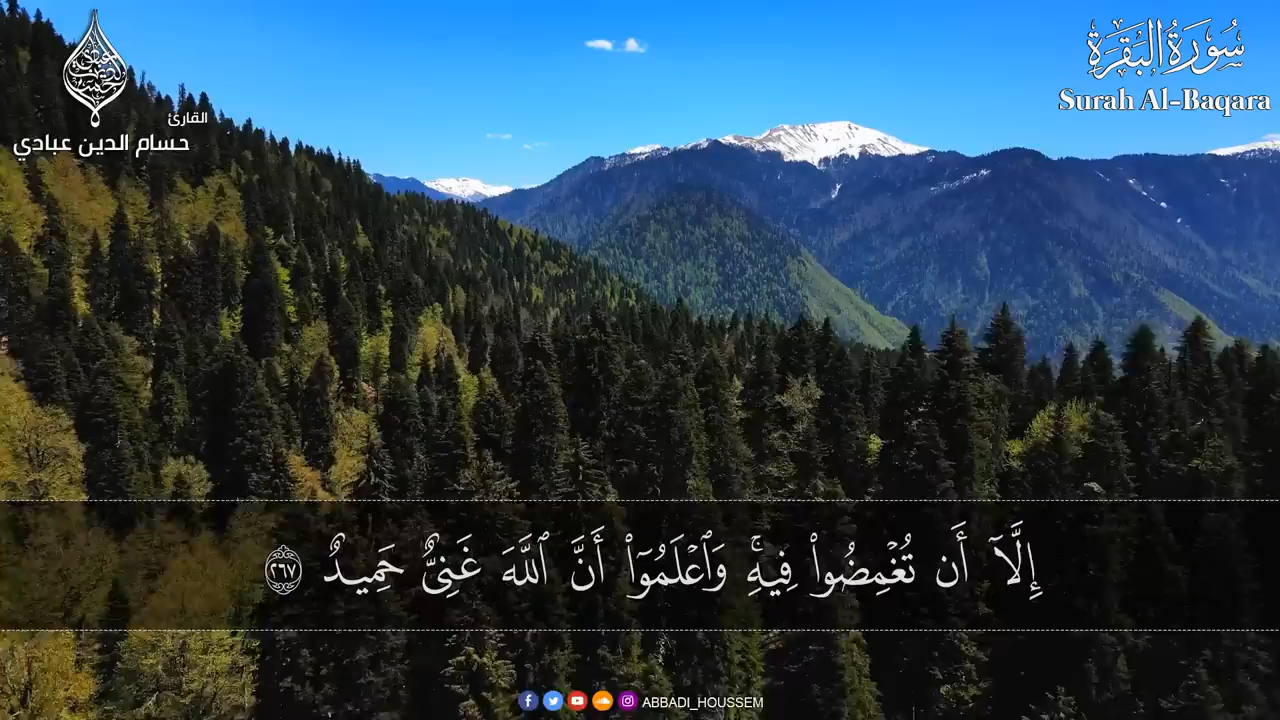 سُورَةُ البَقَرَةِ
Surah Al-Baqara
القارئ
حسام الدين عبادي
إِلَّآ أَن تُغْمِضُوا۟ فِيهِ ۚ وَٱعْلَمُوٓا۟ أَنَّ ٱللَّهَ غَنِىٌّ حَمِيدٌ ٢٦٧
ABBADI_HOUSSEM